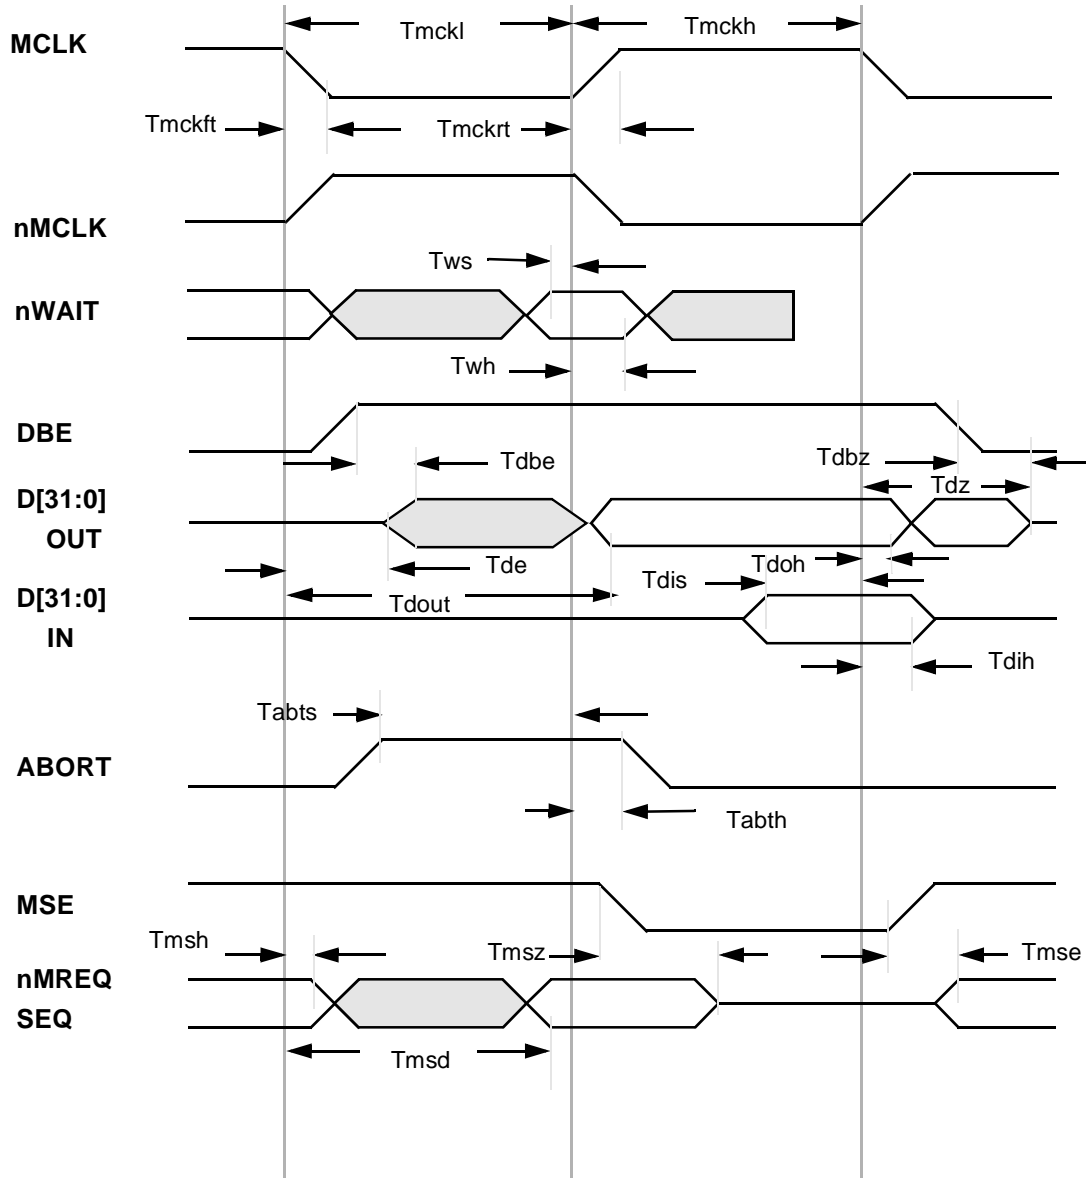 Tmckl
Tmckh
MCLK
Tmckft
Tmckrt
nMCLK
Tws
nWAIT
Twh
DBE
Tdbe
Tdbz
D[31:0]
OUT
Tdz
Tde
Tdoh
Tdis
D[31:0]
IN
Tdout
Tdih
Tabts
ABORT
Tabth
MSE
Tmsh
Tmsz
Tmse
nMREQ
SEQ
Tmsd